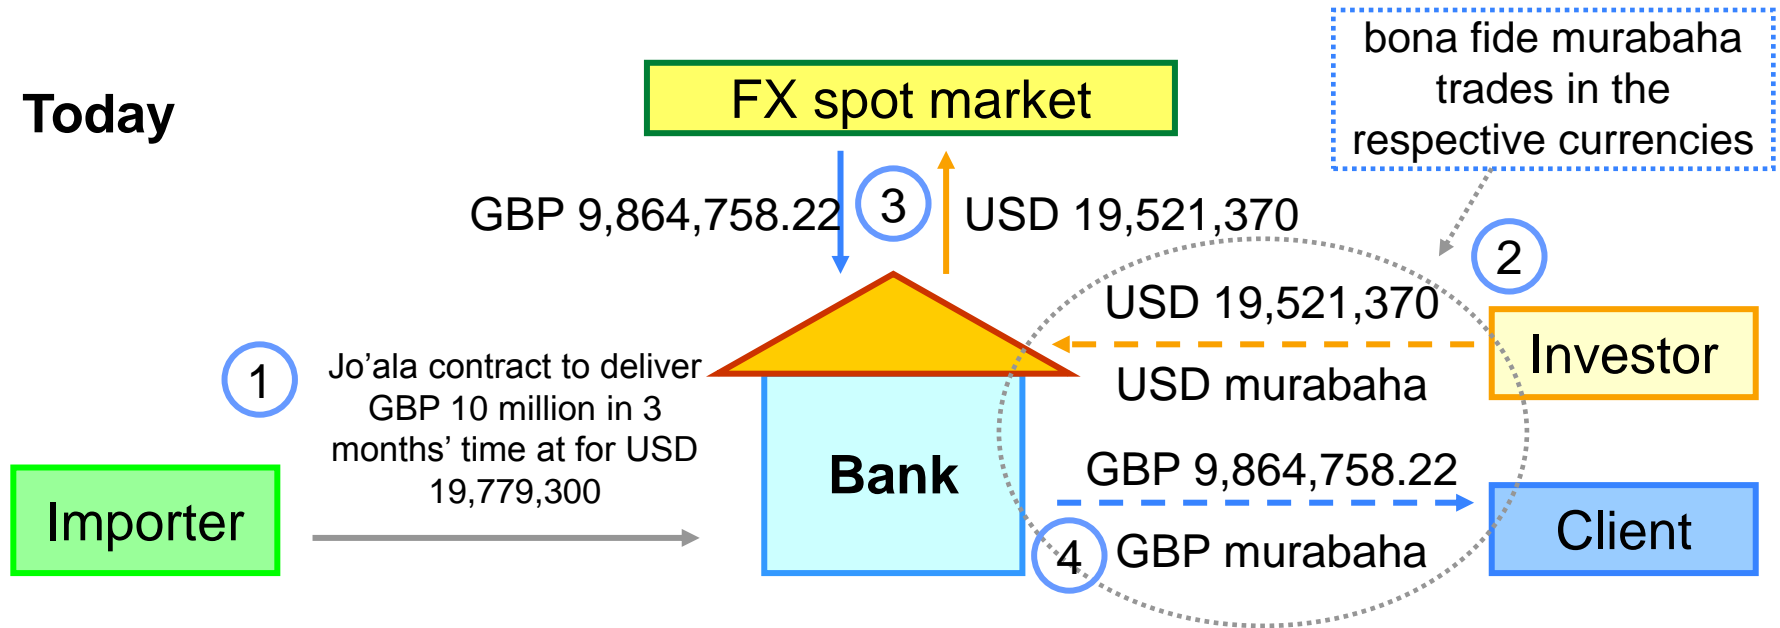 Today
FX spot market
bona fide murabaha
trades in the
respective currencies
GBP 9,864,758.22
3
USD 19,521,370
2
USD 19,521,370
USD murabaha
Investor
1
Jo’ala contract to deliver
GBP 10 million in 3
months’ time at for USD
19,779,300
Importer
Bank
GBP 9,864,758.22
4
GBP murabaha
Client